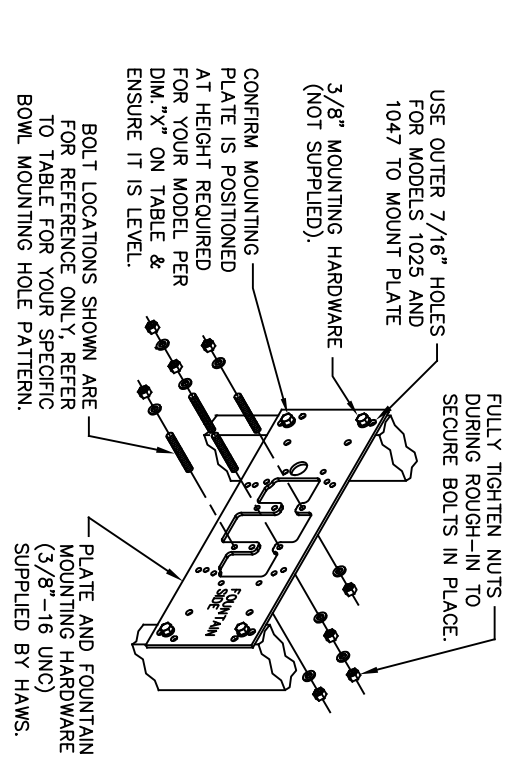 USE OUTER 7/16" HOLES
FOR MODELS 1025 AND
1047 TO MOUNT PLATE
3/8" MOUNTING HARDWARE
(NOT SUPPLIED).
CONFIRM MOUNTING
PLATE IS POSITIONED
AT HEIGHT REQUIRED
FOR YOUR MODEL PER
DIM."X" ON TABLE &
ENSURE IT IS LEVEL.
BOLT LOCATIONS SHOWN ARE
FOR REFERENCE ONLY, REFER
TO TABLE FOR YOUR SPECIFIC
BOWL MOUNTING HOLE PATTERN.
FULLY TIGHTEN NUTS
DURING ROUGH-IN TO
SECURE BOLTS IN PLACE.
FOUNTAIN
SIDE
PLATE AND FOUNTAIN
MOUNTING HARDWARE
(3/8"-16 UNC)
SUPPLIED BY HAWS.